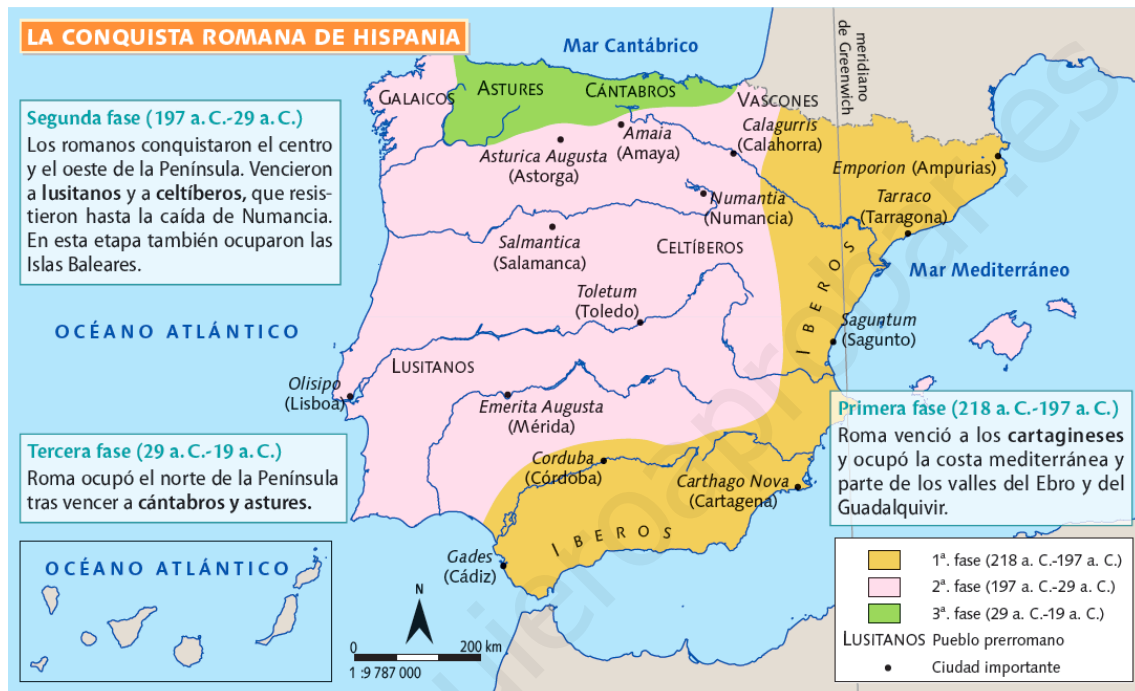 LA CONQUISTA ROMANA DE HISPANIA
Mar Cantábrico
meridiano
de Greenwich
Segunda fase (197 a. C.-29 a. C.)
Los romanos conquistaron el centro
y el oeste de la Península. Vencieron
a lusitanos y a celtíberos, que resis-
tieron hasta la caída de Numancia.
En esta etapa también ocuparon las
Islas Baleares.
GALAICOS
ASTURES
CÁNTABROS
VASCONES
Amaia
(Amaya)
Calagurris
(Calahorra)
Asturica Augusta
(Astorga)
Emporion (Ampurias)
Numantia
(Numancia)
Tarraco
(Tarragona)
Salmantica
(Salamanca)
CELTÍBEROS
IBEROS
Mar Mediterráneo
Toletum
(Toledo)
Saguntum
(Sagunto)
OCÉANO ATLÁNTICO
LUSITANOS
Olisipo
(Lisboa)
Emerita Augusta
(Mérida)
Primera fase (218 a. C.-197 a. C.)
Roma venció a los cartagineses
y ocupó la costa mediterránea y
parte de los valles del Ebro y del
Guadalquivir.
Tercera fase (29 a. C.-19 a. C.)
Roma ocupó el norte de la Península
tras vencer a cántabros y astures.
Corduba
(Córdoba)
Carthago Nova
(Cartagena)
IBEROS
Gades
(Cádiz)
OCÉANO ATLÁNTICO
N
0 200 km
1 :9 787 000
1ª. fase (218 a. C.-197 a. C.)
2ª. fase (197 a. C.-29 a. C.)
3ª. fase (29 a. C.-19 a. C.)
LUSITANOS Pueblo prerromano
Ciudad importante